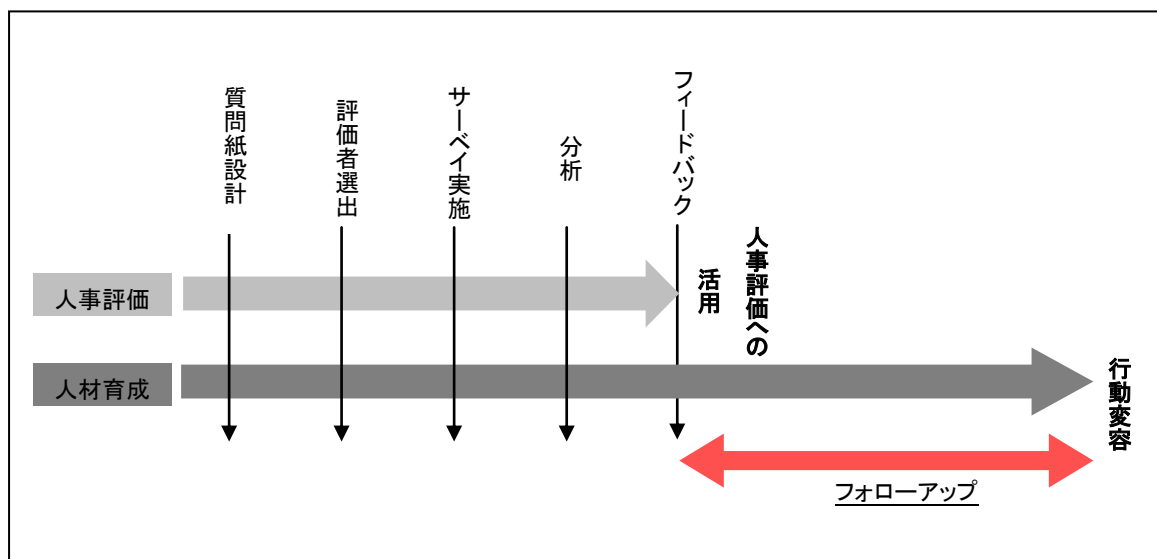 質問紙設計
評価者選出
サーベイ実施
分析
フィードバック
人事評価への
活用
人事評価
人材育成
行動変容
フォローアップ